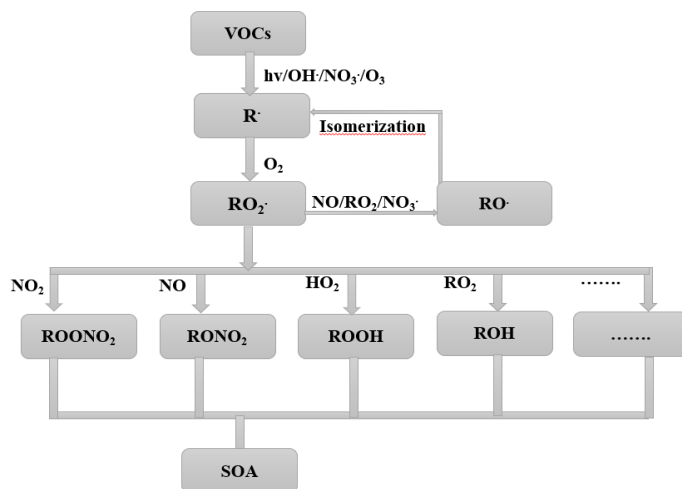 VOCs
hv/OH·/NO₃·/O₃
R·
Isomerization
O₂
RO₂·
NO/RO₂/NO₃·
RO·
NO₂
NO
HO₂
RO₂
.......
ROONO₂
RONO₂
ROOH
ROH
.......
SOA